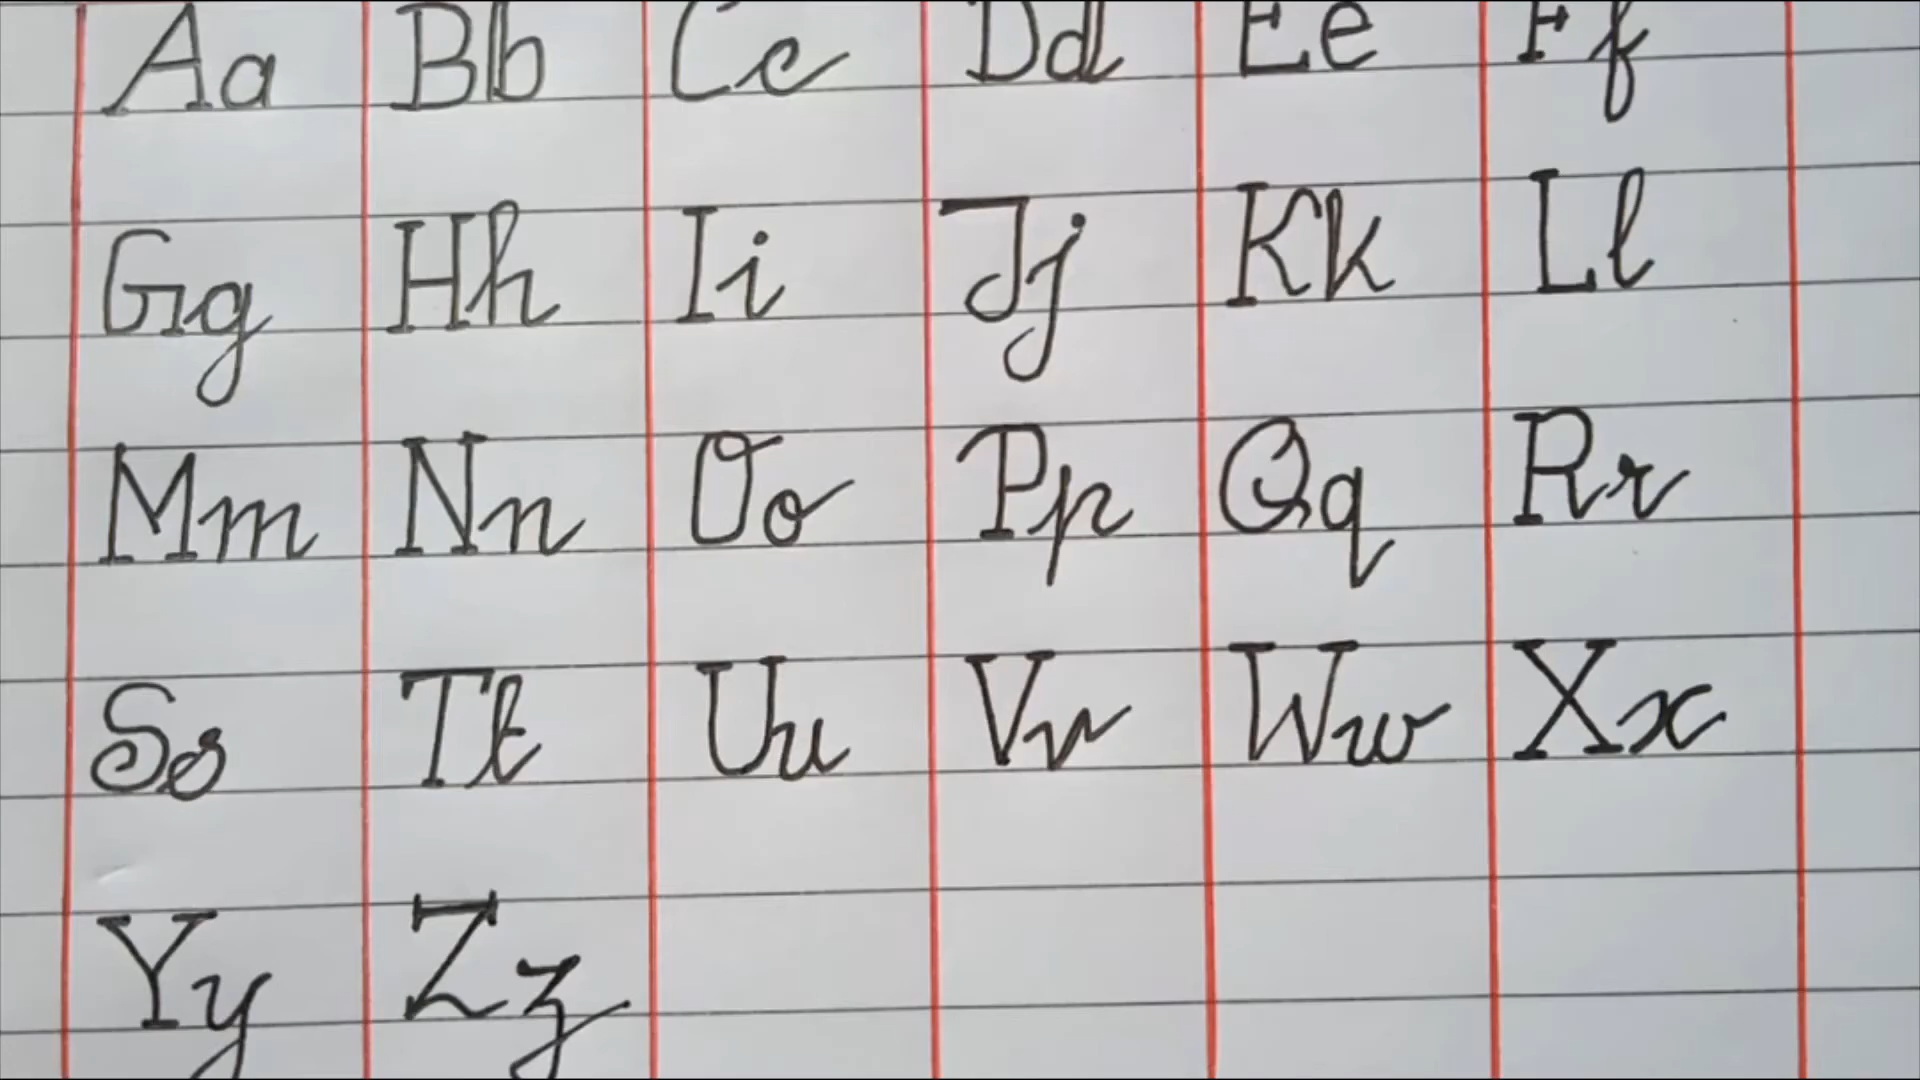 Aa Bb Cc Dd Ee Ff
Gg Hh Ii Jj Kk Ll
Mm Nn Oo Pp Qq Rr
Ss Tt Uu Vv Ww Xx
Yy Zz